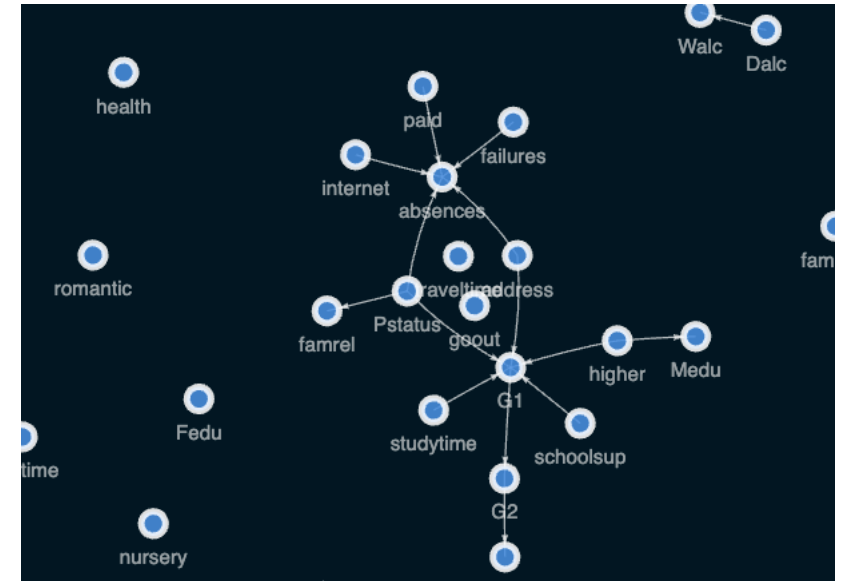 Walc
Dalc
health
paid
failures
internet
absences
romantic
fam
raveltime
address
Pstatus
famrel
goout
higher
Medu
G1
Fedu
studytime
schoolsup
time
G2
nursery